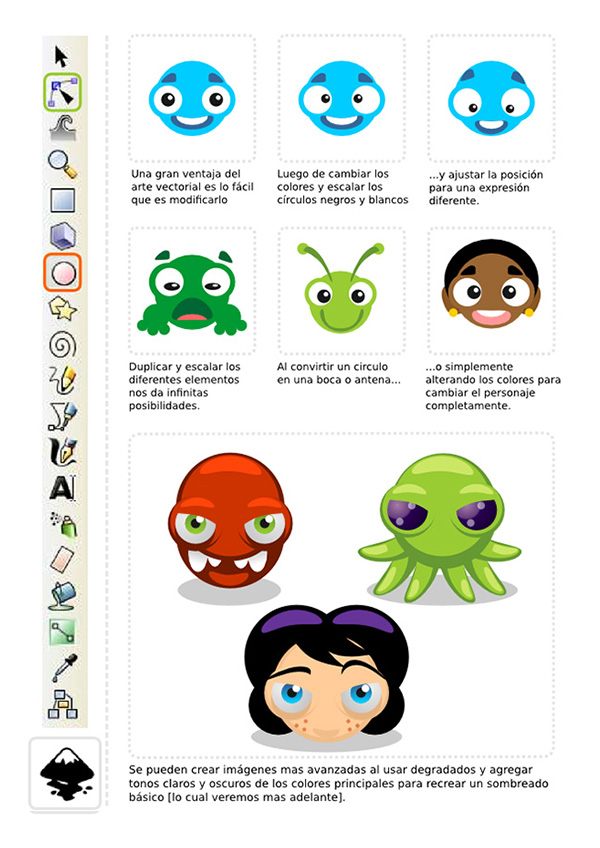 Una gran ventaja del
arte vectorial es lo fácil
que es modificarlo
Luego de cambiar los
colores y escalar los
círculos negros y blancos
...y ajustar la posición
para una expresión
diferente.
Duplicar y escalar los
diferentes elementos
nos da infinitas
posibilidades.
Al convirtir un circulo
en una boca o antena...
...o simplemente
alterando los colores para
cambiar el personaje
completamente.
A
Se pueden crear imágenes mas avanzadas al usar degradados y agregar
tonos claros y oscuros de los colores principales para recrear un sombreado
básico [lo cual veremos mas adelante].